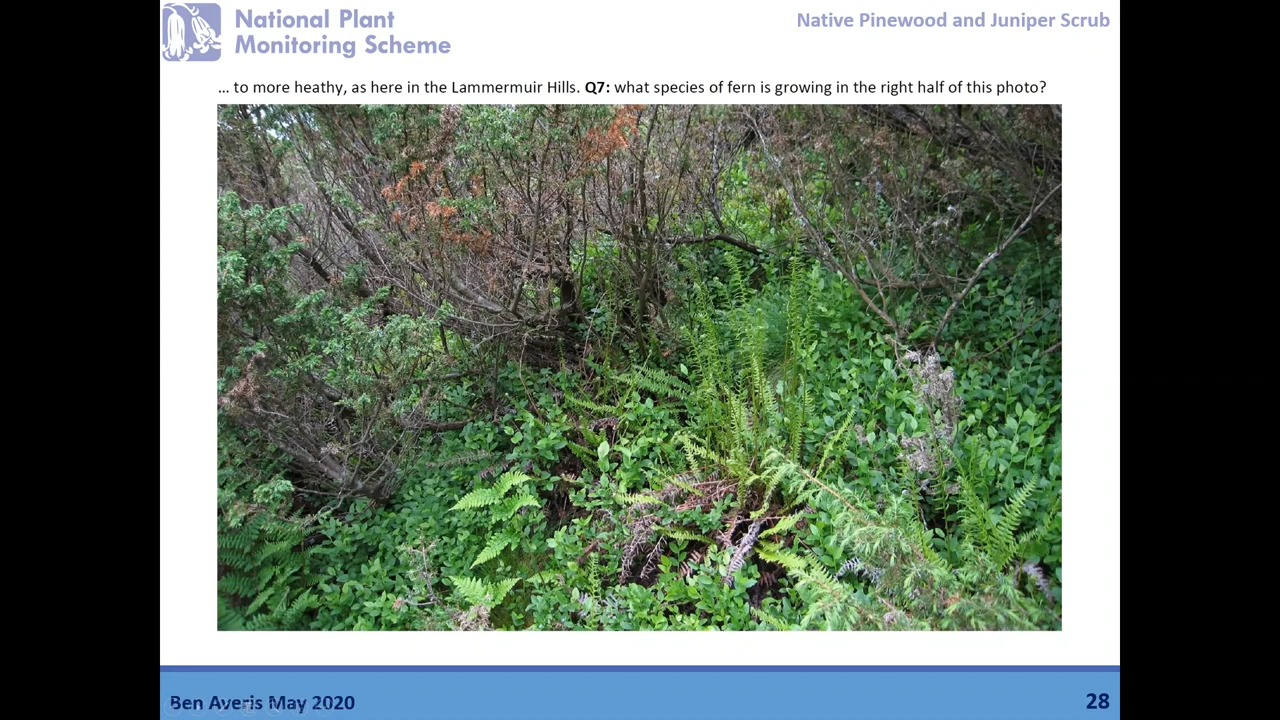 National Plant
Monitoring Scheme
Native Pinewood and Juniper Scrub
... to more heathy, as here in the Lammermuir Hills. Q7: what species of fern is growing in the right half of this photo?
Ben Averis May 2020
28